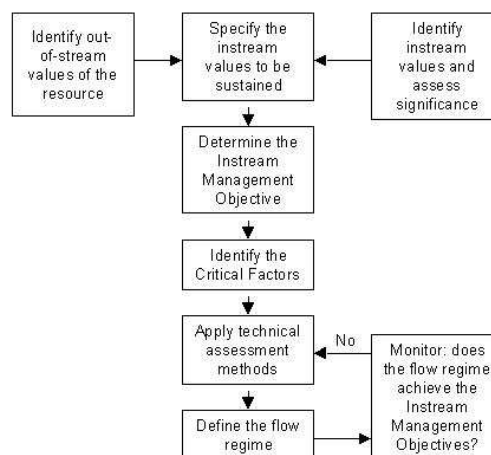 Identify out-
of-stream
values of the
resource
Specify the
instream
values to be
sustained
Identify
instream
values and
assess
significance
Determine the
Instream
Management
Objective
Identify the
Critical Factors
Apply technical
assessment
methods
No
Monitor: does
the flow regime
achieve the
Instream
Management
Objectives?
Define the flow
regime